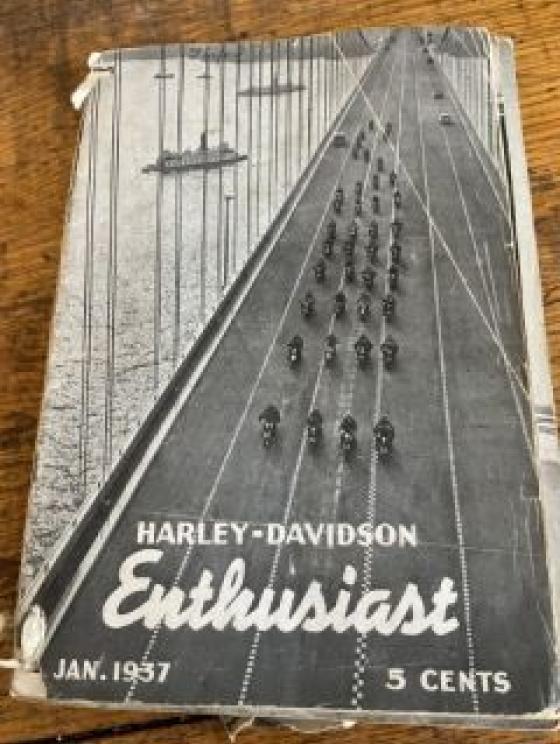 HARLEY-DAVIDSON
Enthusiast
JAN. 1937
5 CENTS